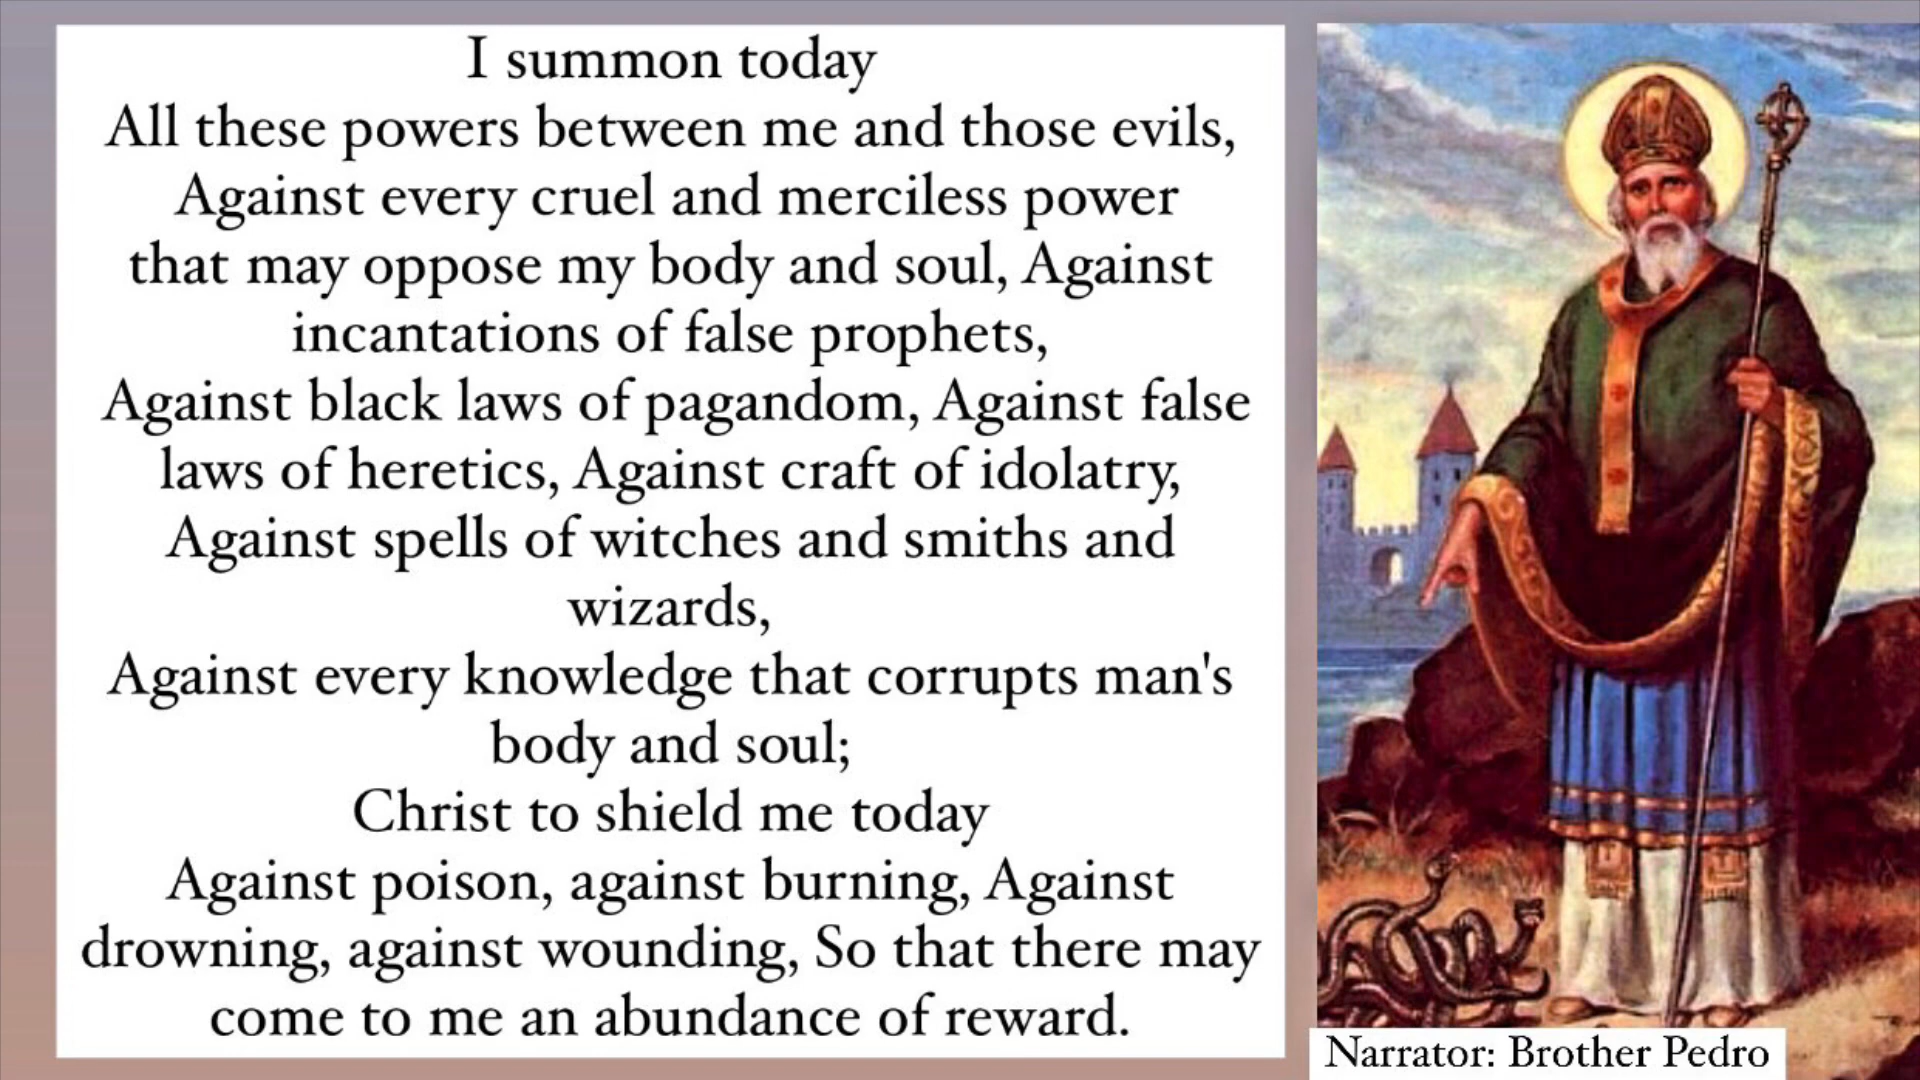 I summon today
All these powers between me and those evils,
Against every cruel and merciless power
that may oppose my body and soul, Against
incantations of false prophets,
Against black laws of pagandom, Against false
laws of heretics, Against craft of idolatry,
Against spells of witches and smiths and
wizards,
Against every knowledge that corrupts man's
body and soul;
Christ to shield me today
Against poison, against burning, Against
drowning, against wounding, So that there may
come to me an abundance of reward.
Narrator: Brother Pedro